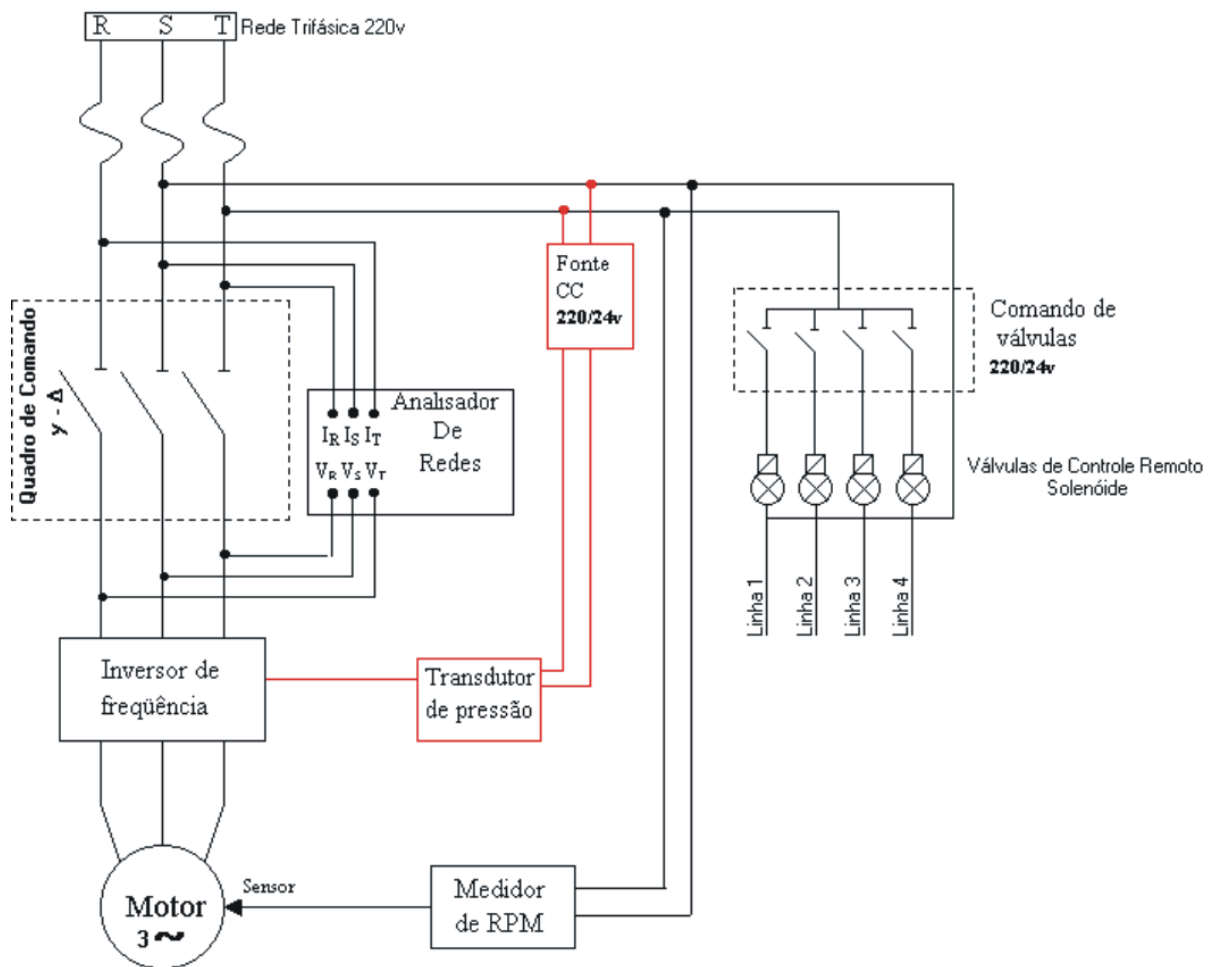 R S T Rede Trifásica 220v
Fonte
CC
220/24v
Comando de
válvulas
220/24v
Quadro de Comando
y - Δ
Analisador
De
Redes
IR IS IT
VR VS VT
Válvulas de Controle Remoto
Solenóide
Linha 1
Linha 2
Linha 3
Linha 4
Inversor de
freqüência
Transdutor
de pressão
Sensor
Medidor
de RPM
Motor
3 ~